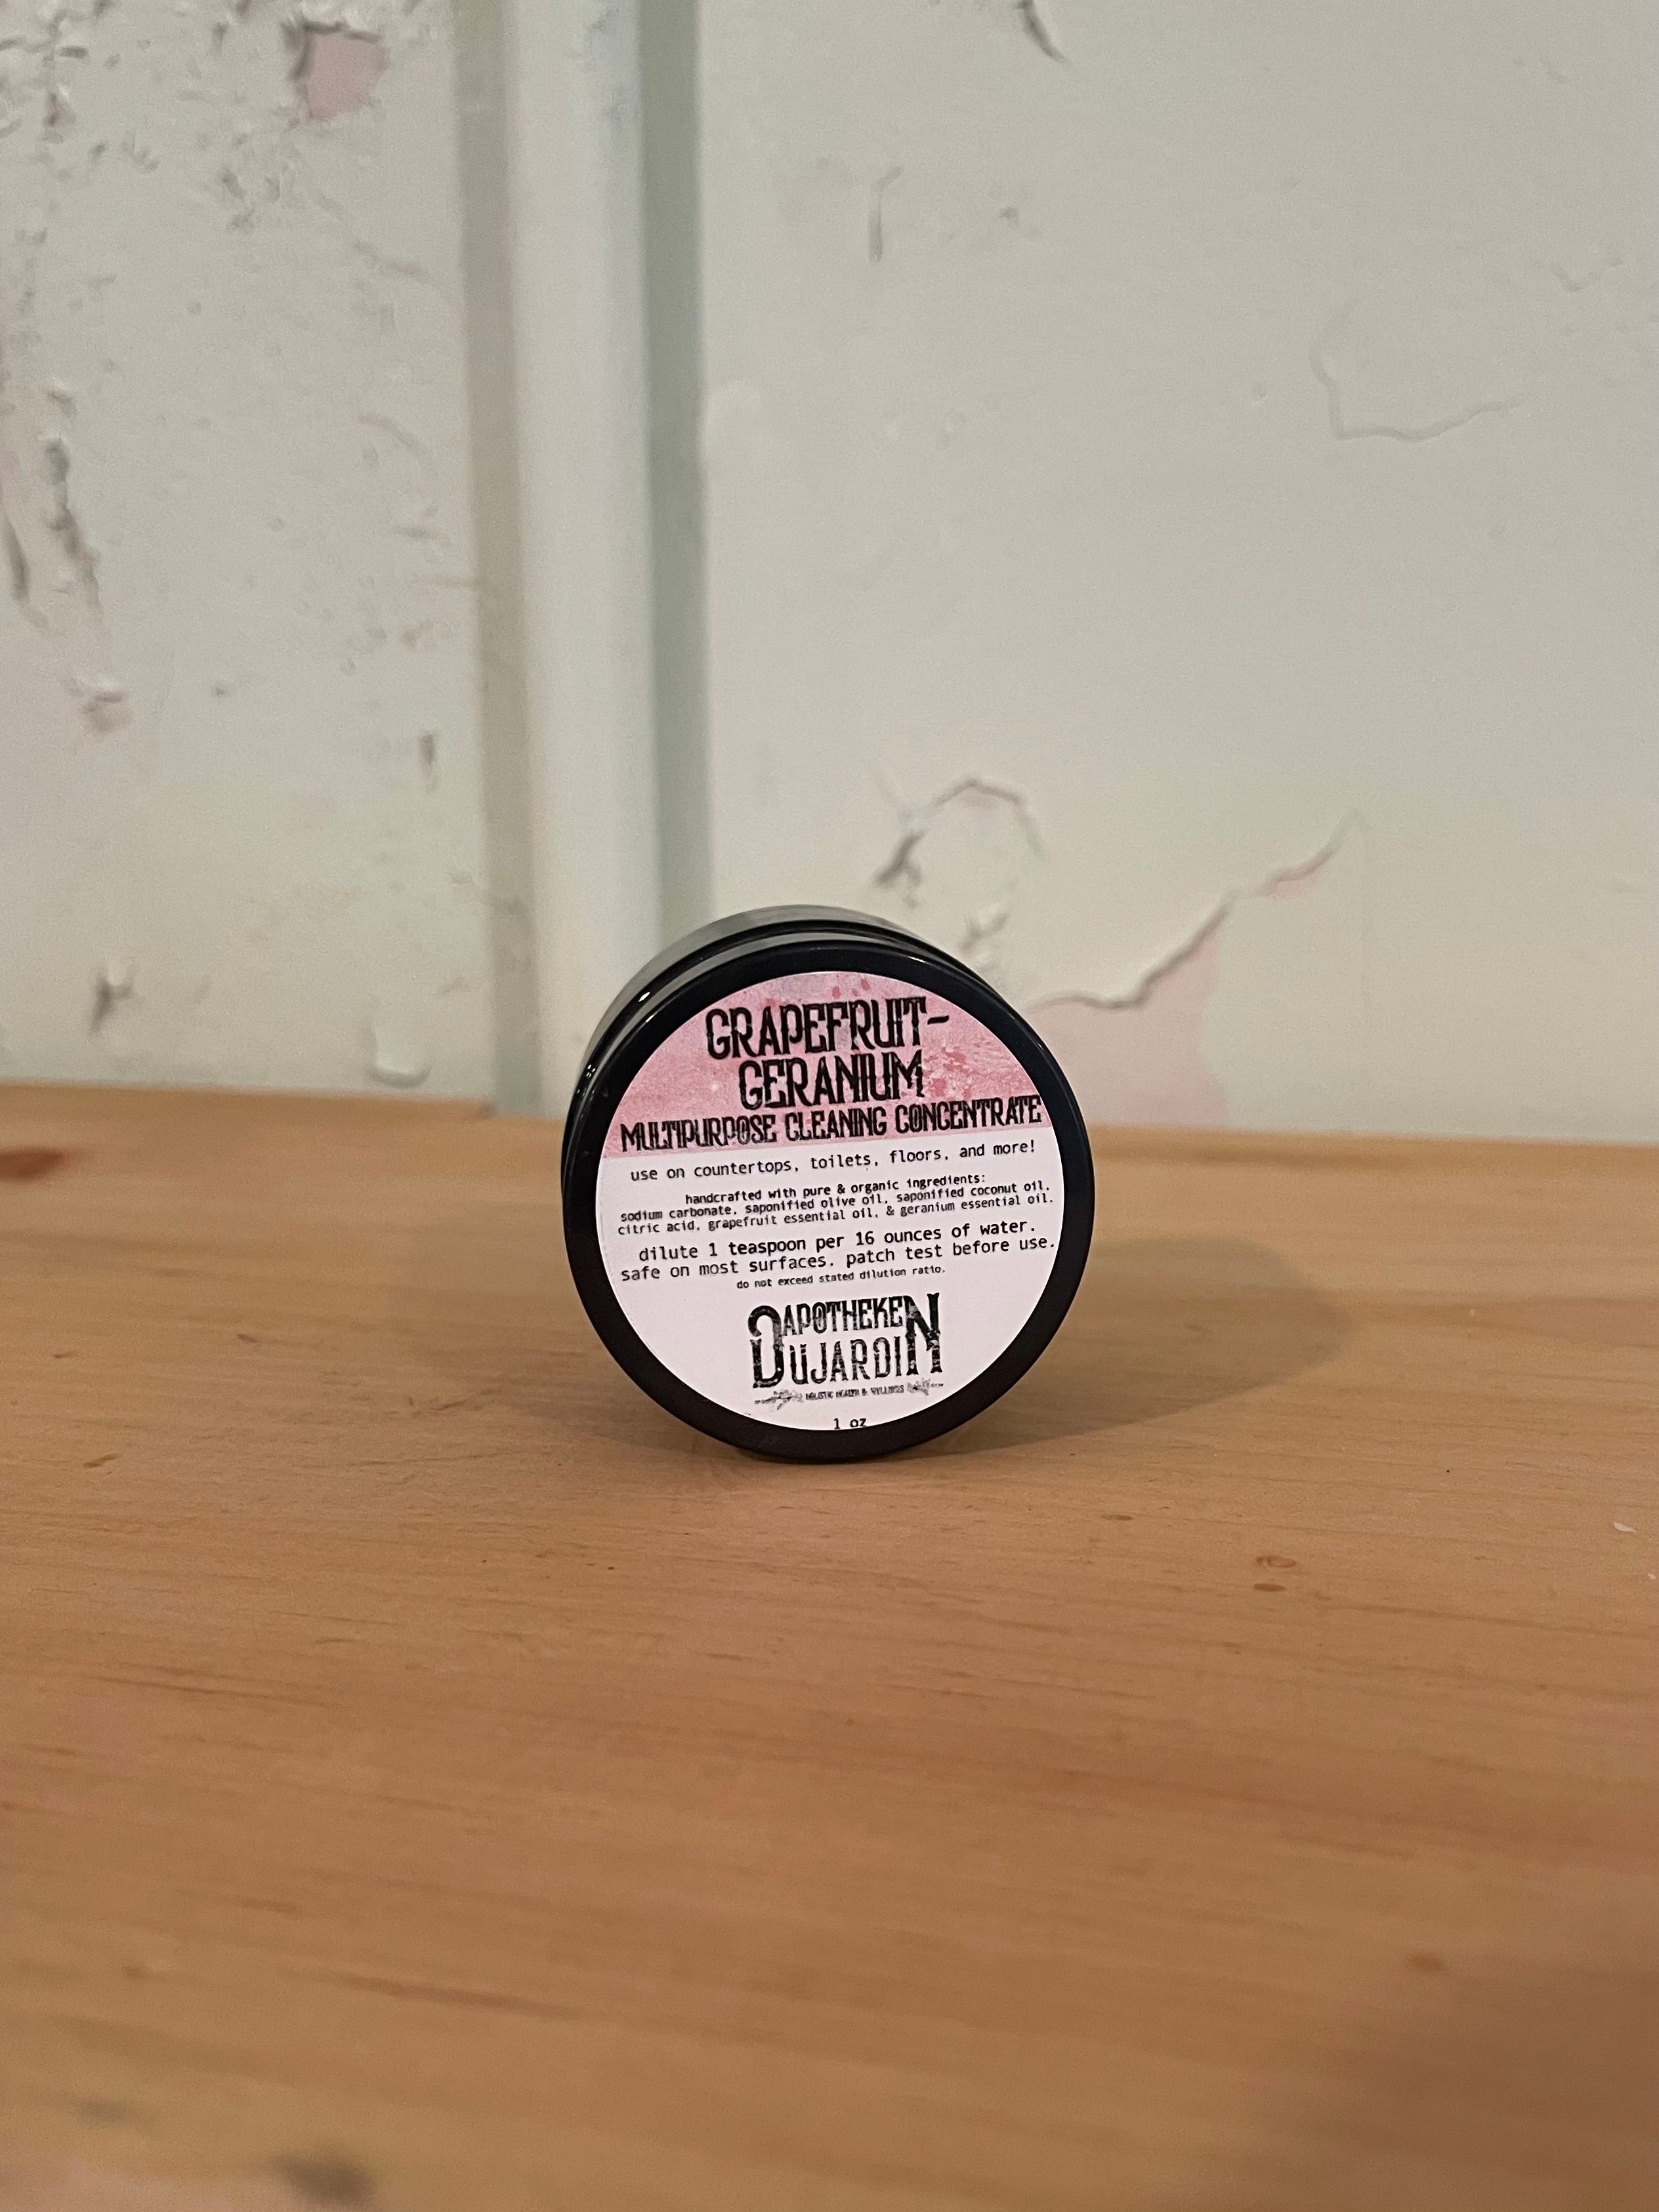 GRAPEFRUIT-
GERANIUM
MULTIPURPOSE CLEANING CONCENTRATE
use on countertops, toilets, floors, and more!
handcrafted with pure & organic ingredients:
sodium carbonate, saponified olive oil, saponified coconut oil,
citric acid, grapefruit essential oil, & geranium essential oil.
dilute 1 teaspoon per 16 ounces of water.
safe on most surfaces. patch test before use.
do not exceed stated dilution ratio.
APOTHEKEN
DUJARDIN
HOLISTIC HEALTH & WELLNESS
1 oz